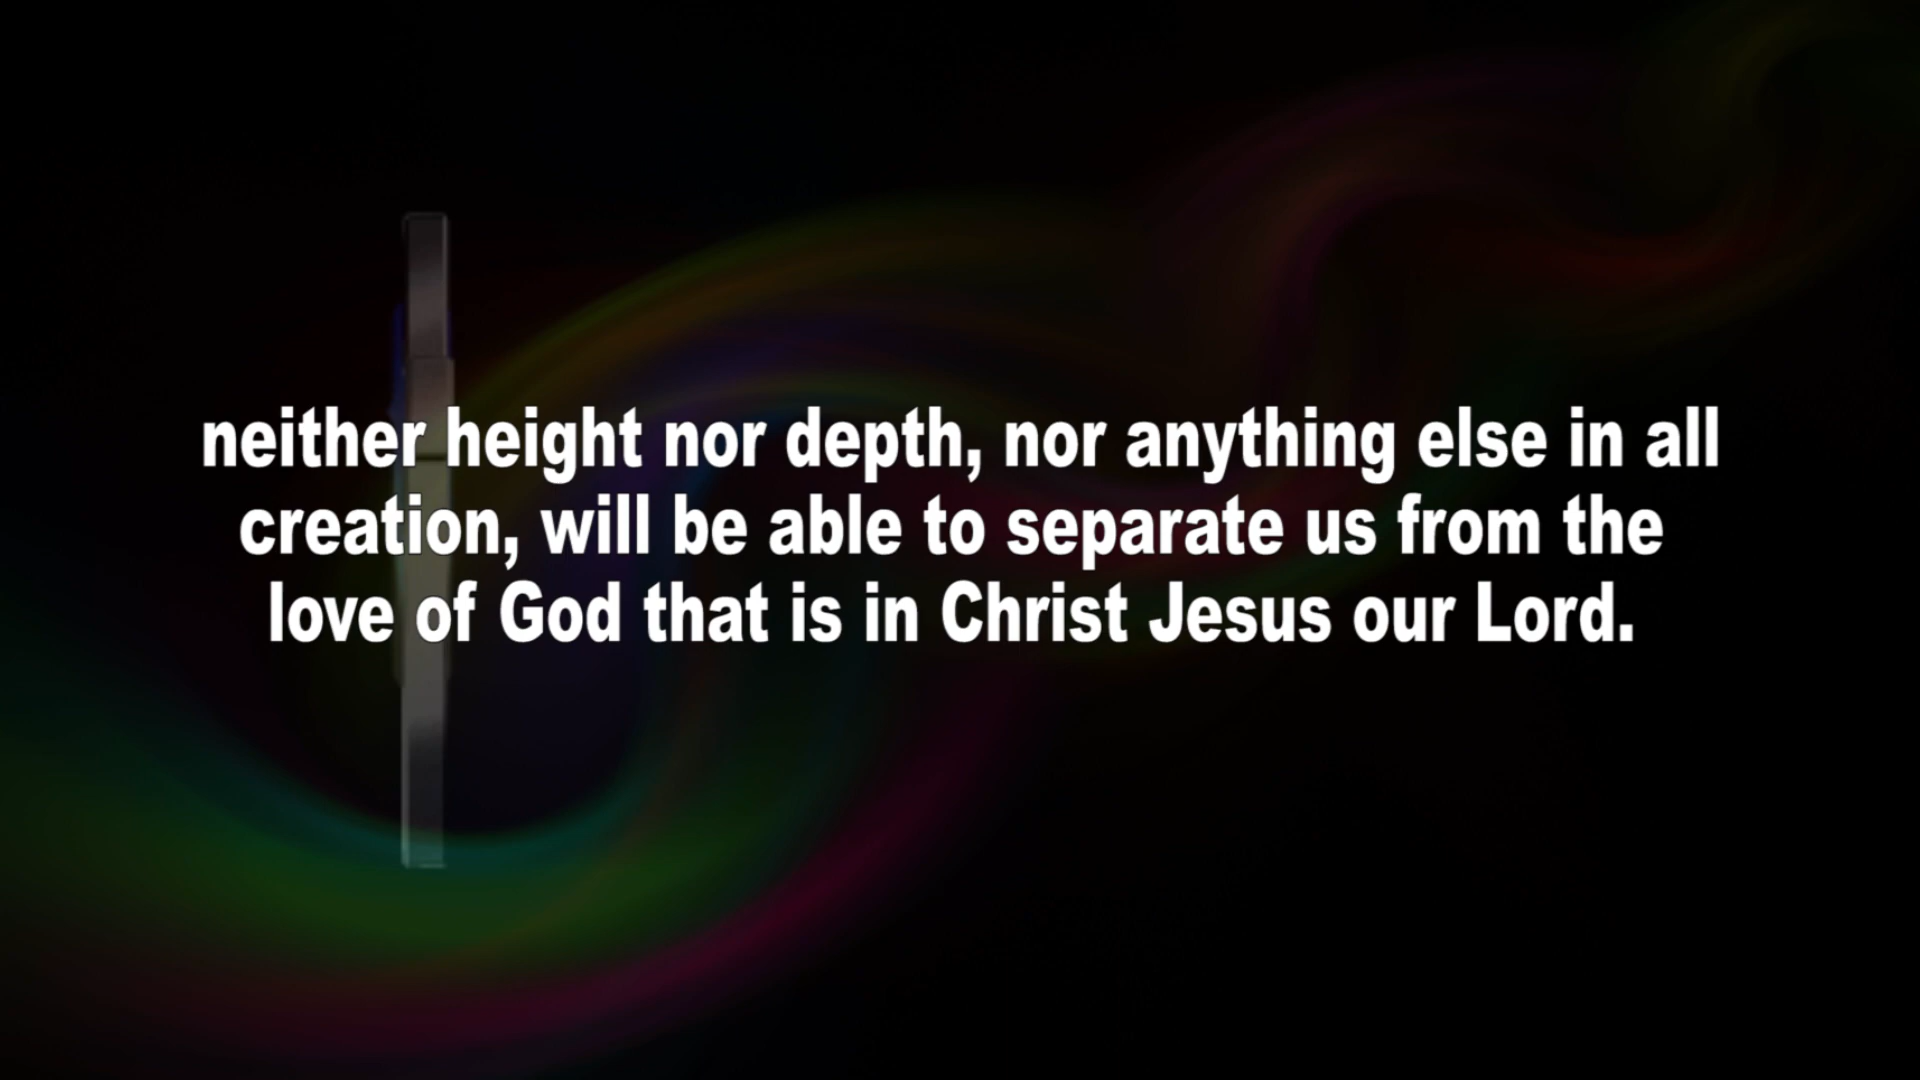 neither height nor depth, nor anything else in all
creation, will be able to separate us from the
love of God that is in Christ Jesus our Lord.